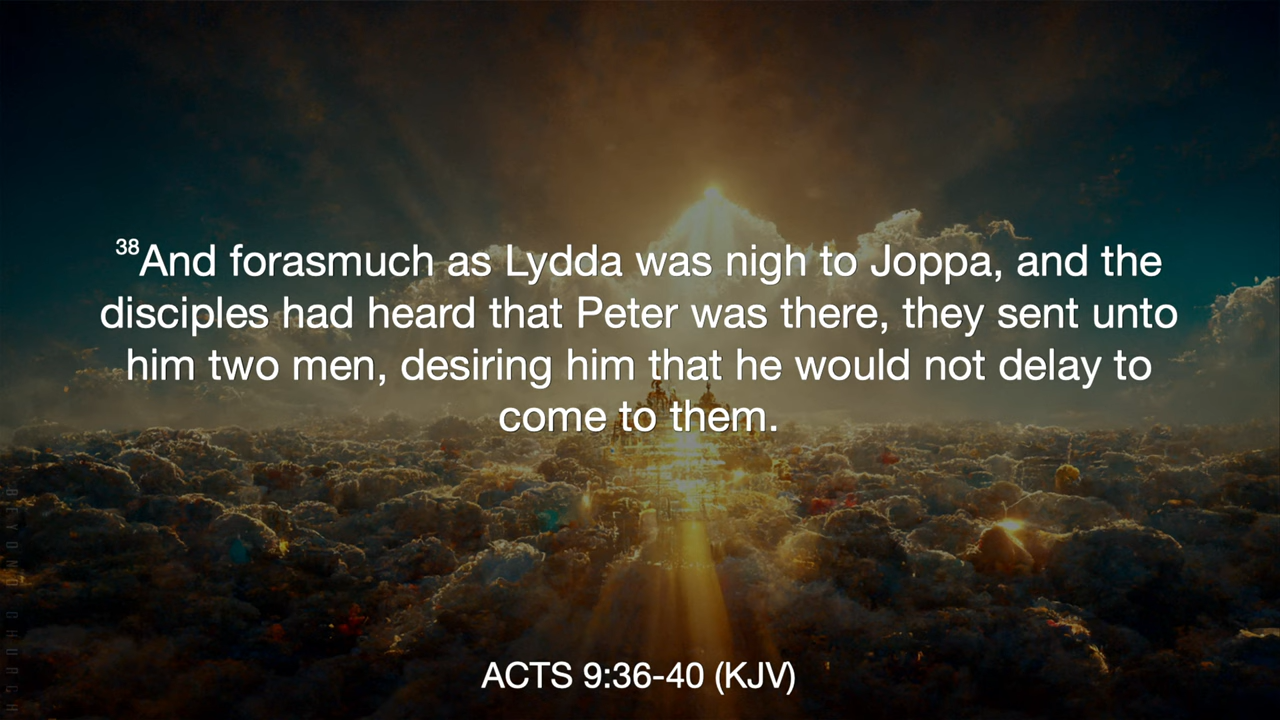 38And forasmuch as Lydda was nigh to Joppa, and the
disciples had heard that Peter was there, they sent unto
him two men, desiring him that he would not delay to
come to them.
ACTS 9:36-40 (KJV)
BEYOND CHURCH